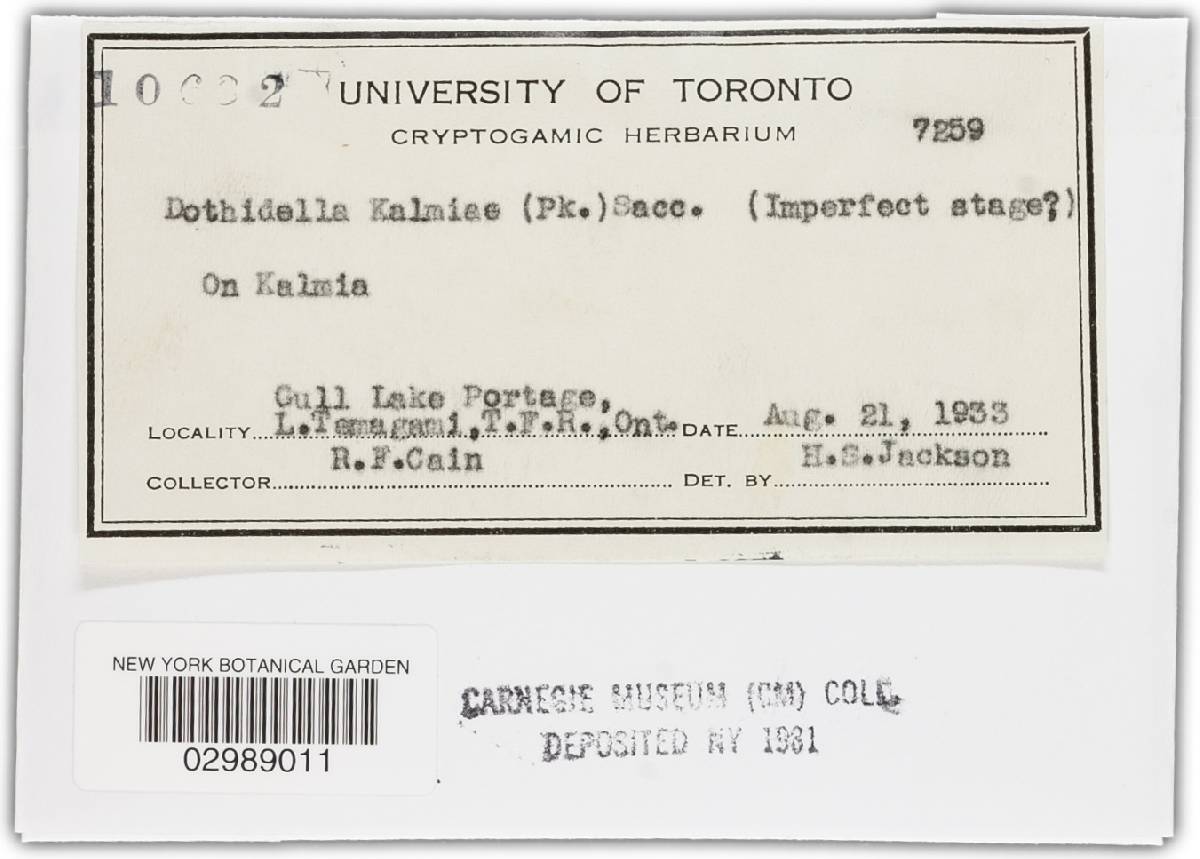 UNIVERSITY OF TORONTO
CRYPTOGAMIC HERBARIUM 7259
Dothidella Kalmiae (Pk.)Sacc. (Imperfect stage?)
On Kalmia
Gull Lake Portage,
LOCALITY L.Temagami,T.F.R.,Ont. DATE Aug. 21, 1933
COLLECTOR R.F.Cain DET. BY H.S.Jackson
NEW YORK BOTANICAL GARDEN
02989011
CARNEGIE MUSEUM (CM) COLL.
DEPOSITED NY 1981